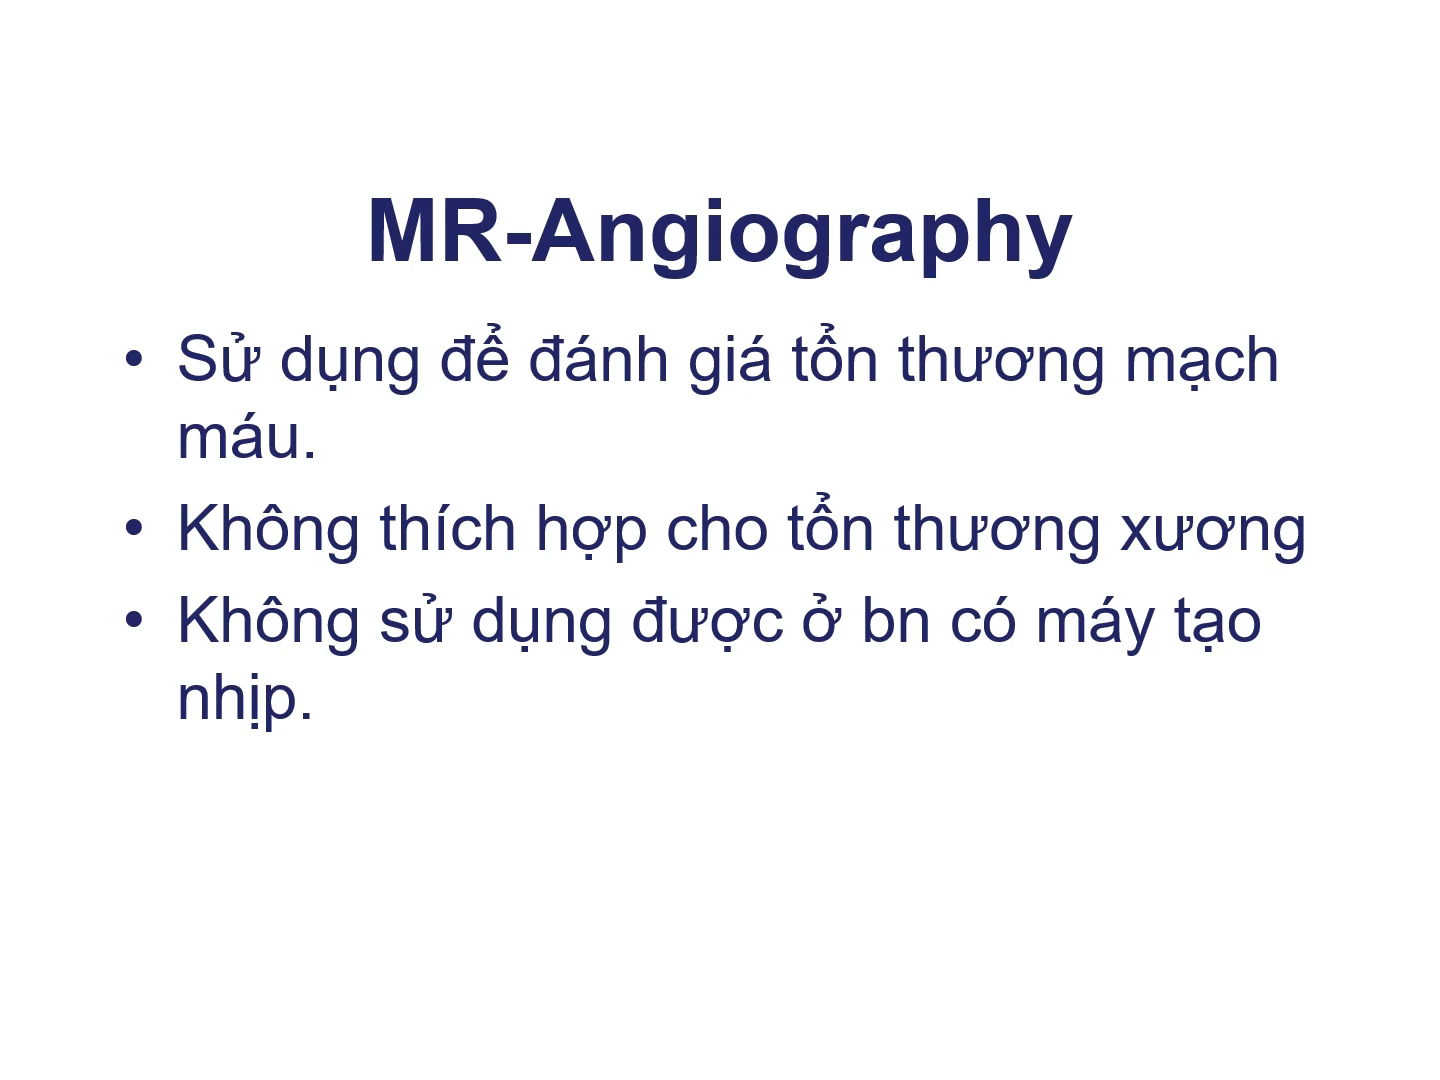 MR-Angiography
• Sử dụng để đánh giá tổn thương mạch
máu.
• Không thích hợp cho tổn thương xương
• Không sử dụng được ở bn có máy tạo
nhịp.